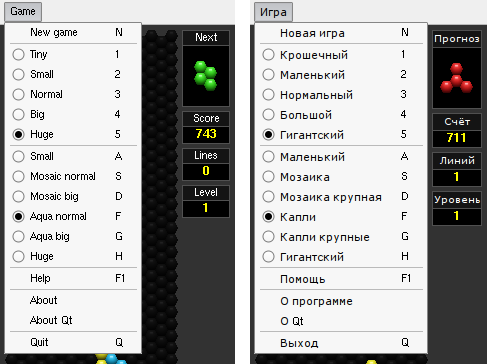 Game
New game N
Tiny 1
Small 2
Normal 3
Big 4
Huge 5
Small A
Mosaic normal S
Mosaic big D
Aqua normal F
Aqua big G
Huge H
Help F1
About
About Qt
Quit Q
Next
Score
743
Lines
0
Level
1
Игра
Новая игра N
Крошечный 1
Маленький 2
Нормальный 3
Большой 4
Гигантский 5
Маленький A
Мозаика S
Мозаика крупная D
Капли F
Капли крупные G
Гигантский H
Помощь F1
О программе
О Qt
Выход Q
Прогноз
Счёт
711
Линий
1
Уровень
1